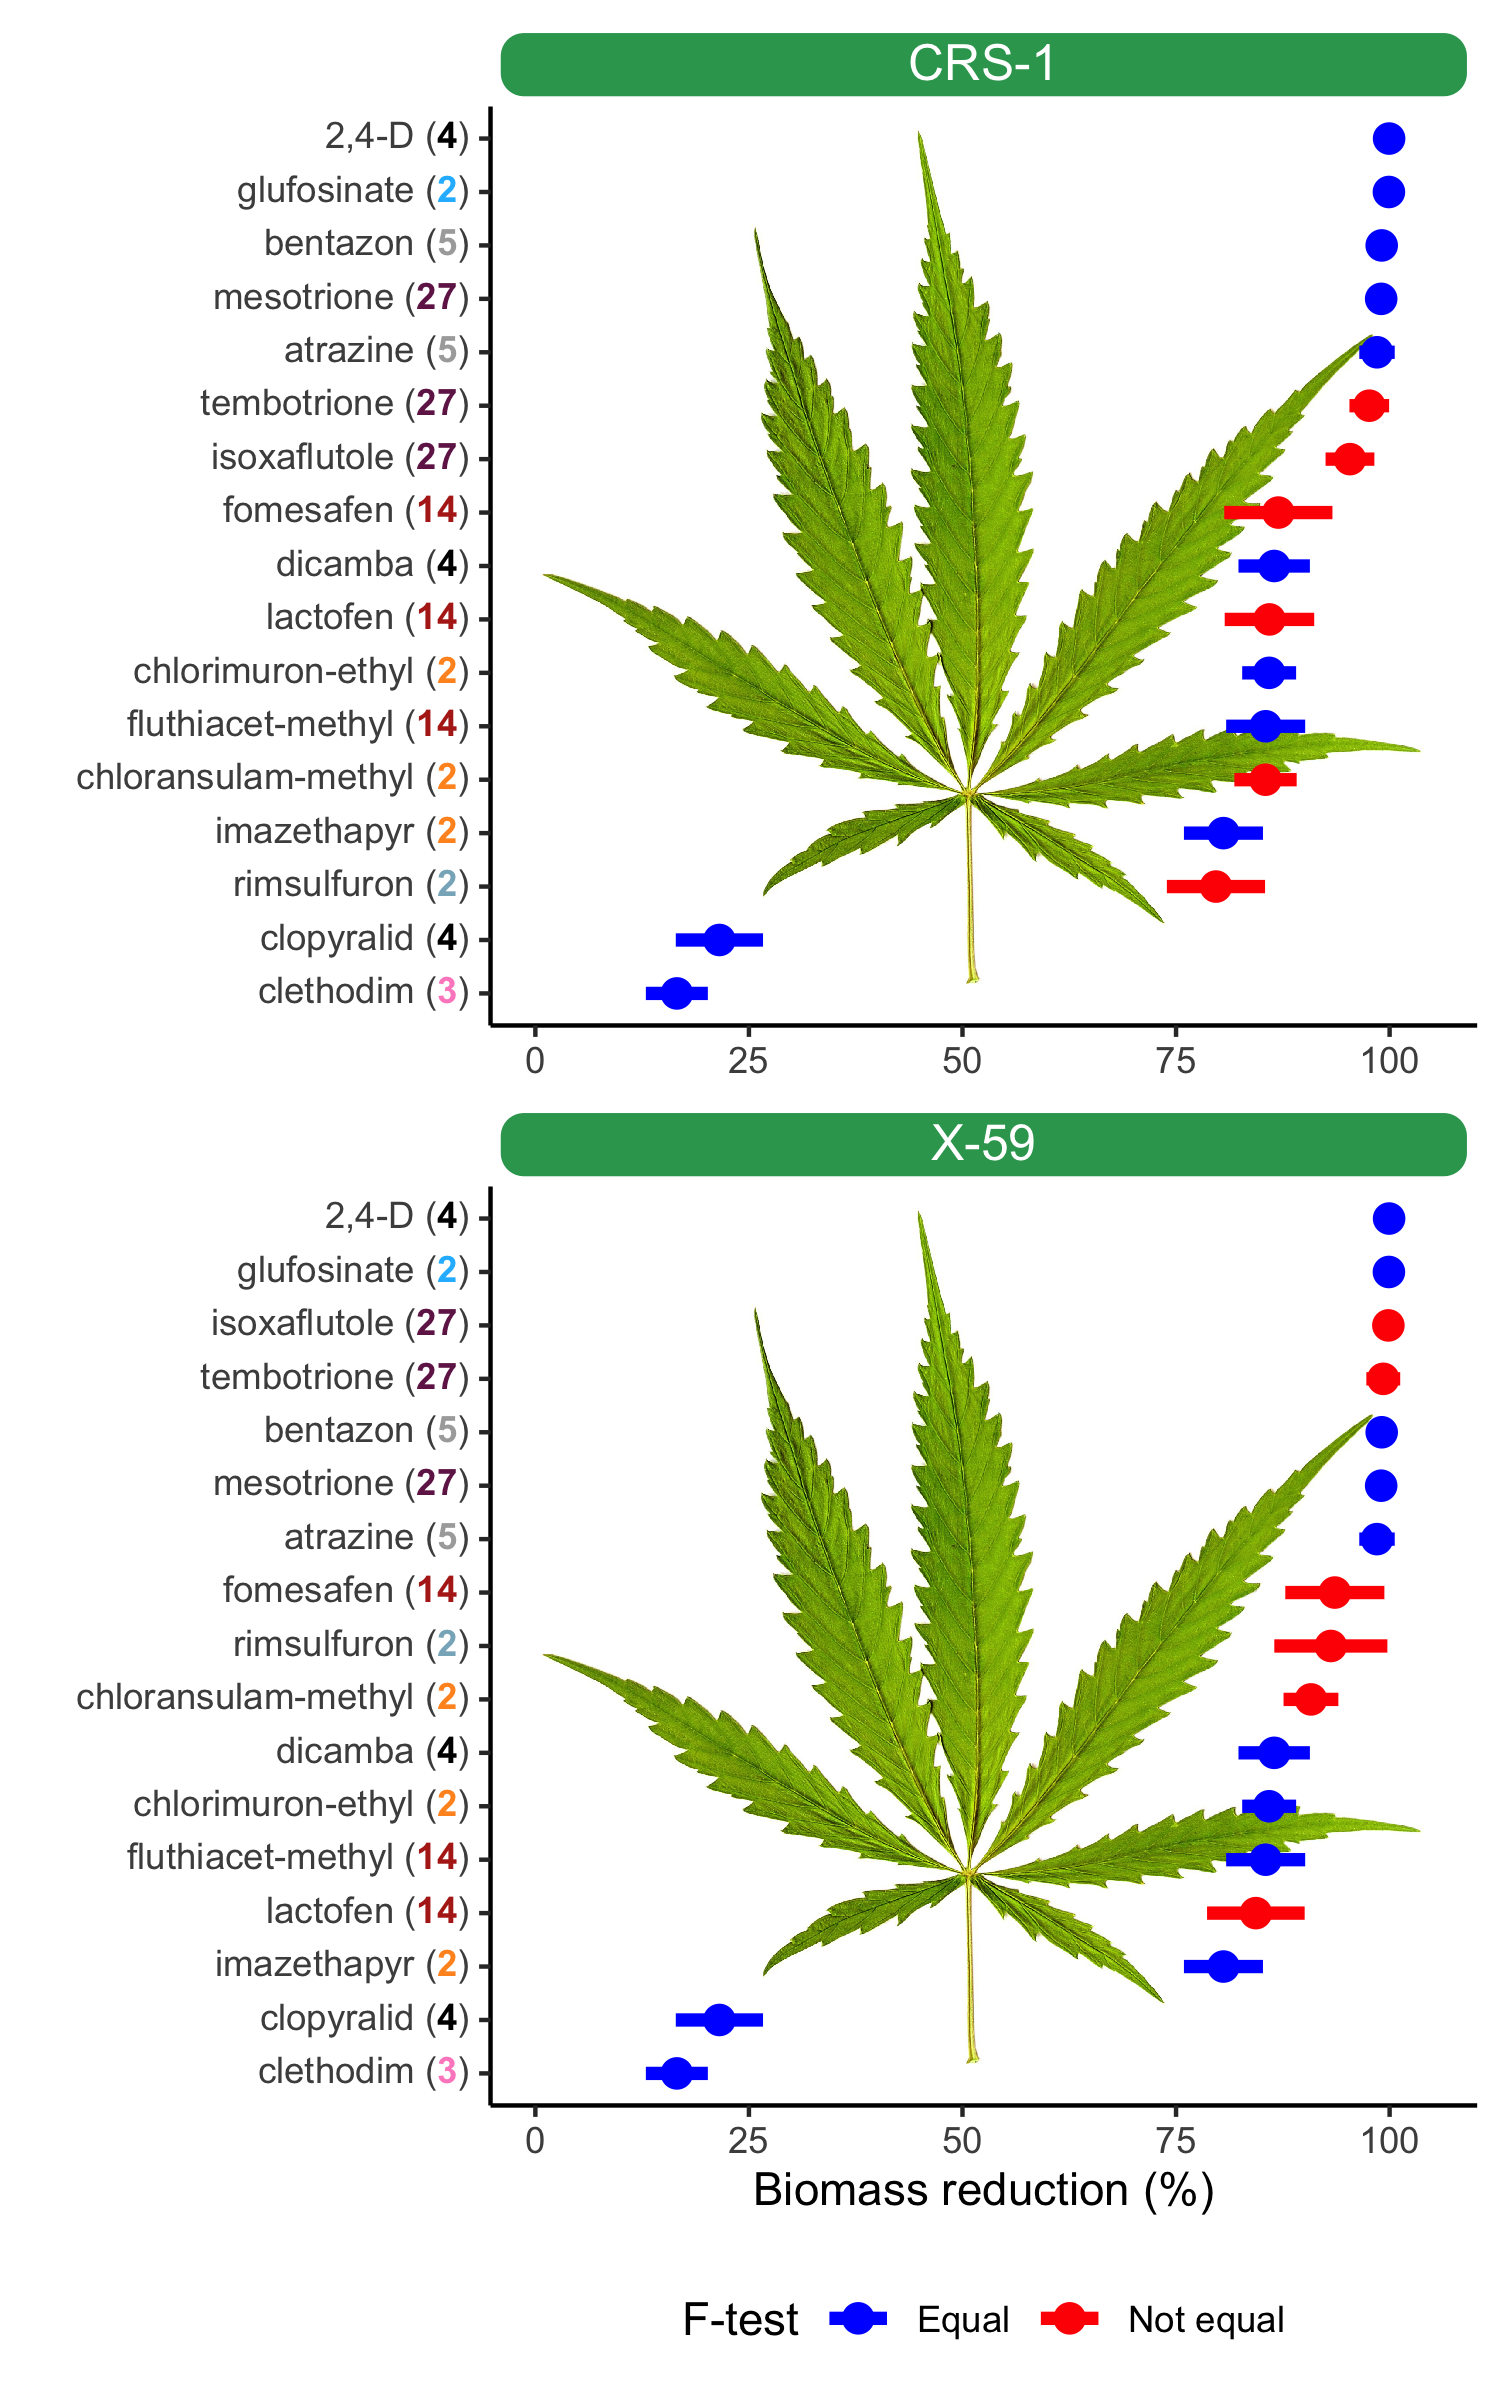 CRS-1
2,4-D (4)
glufosinate (2)
bentazon (5)
mesotrione (27)
atrazine (5)
tembotrione (27)
isoxaflutole (27)
fomesafen (14)
dicamba (4)
lactofen (14)
chlorimuron-ethyl (2)
fluthiacet-methyl (14)
chloransulam-methyl (2)
imazethapyr (2)
rimsulfuron (2)
clopyralid (4)
clethodim (3)
0 25 50 75 100
X-59
2,4-D (4)
glufosinate (2)
isoxaflutole (27)
tembotrione (27)
bentazon (5)
mesotrione (27)
atrazine (5)
fomesafen (14)
rimsulfuron (2)
chloransulam-methyl (2)
dicamba (4)
chlorimuron-ethyl (2)
fluthiacet-methyl (14)
lactofen (14)
imazethapyr (2)
clopyralid (4)
clethodim (3)
0 25 50 75 100
Biomass reduction (%)
F-test Equal Not equal